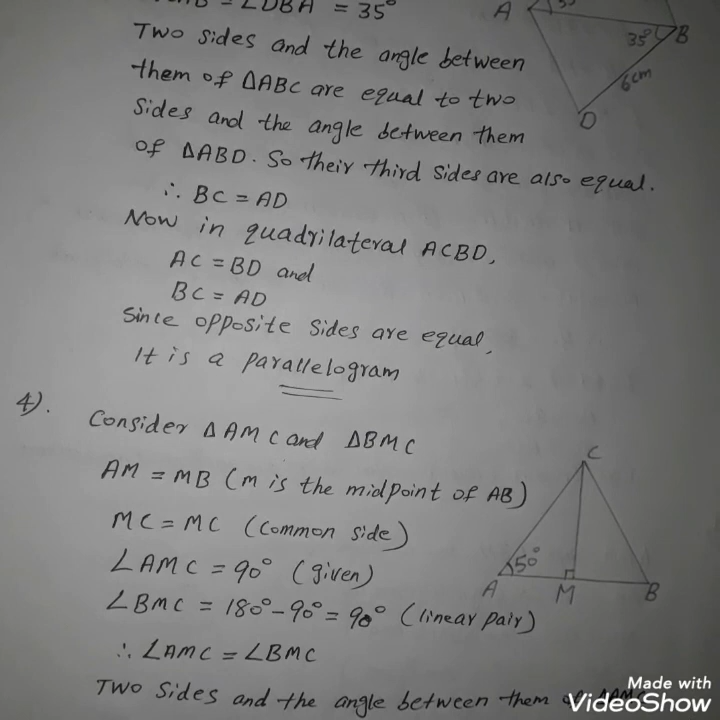 = ∠DBA = 35°
Two sides and the angle between
them of ΔABC are equal to two
sides and the angle between them
of ΔABD. So their third sides are also equal.
∴ BC = AD
Now in quadrilateral ACBD,
AC = BD and
BC = AD
Since opposite sides are equal,
It is a parallelogram
A
35°
B
6cm
D
4).
Consider ΔAMC and ΔBMC
AM = MB (M is the midpoint of AB)
MC = MC (common side)
∠AMC = 90° (given)
∠BMC = 180° - 90° = 90° (linear pair)
∴ ∠AMC = ∠BMC
Two sides and the angle between them
C
50°
A
M
B
Made with
VideoShow